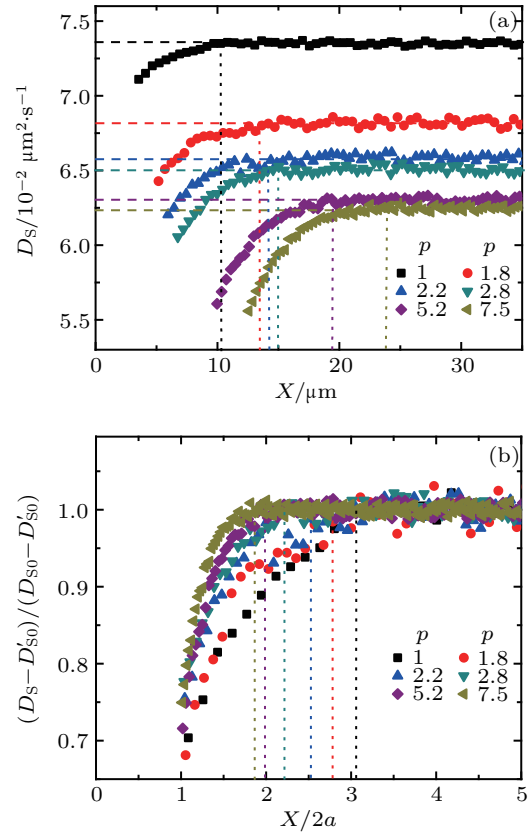 (a)
7.5
7.0
6.5
6.0
5.5
D_S/10⁻² μm²·s⁻¹
p p
1 1.8
2.2 2.8
5.2 7.5
0 10 20 30
X/μm
(b)
1.0
0.9
0.8
0.7
(D_S−D_S0)/(D_S0−D′_S0)
p p
1 1.8
2.2 2.8
5.2 7.5
0 1 2 3 4 5
X/2a